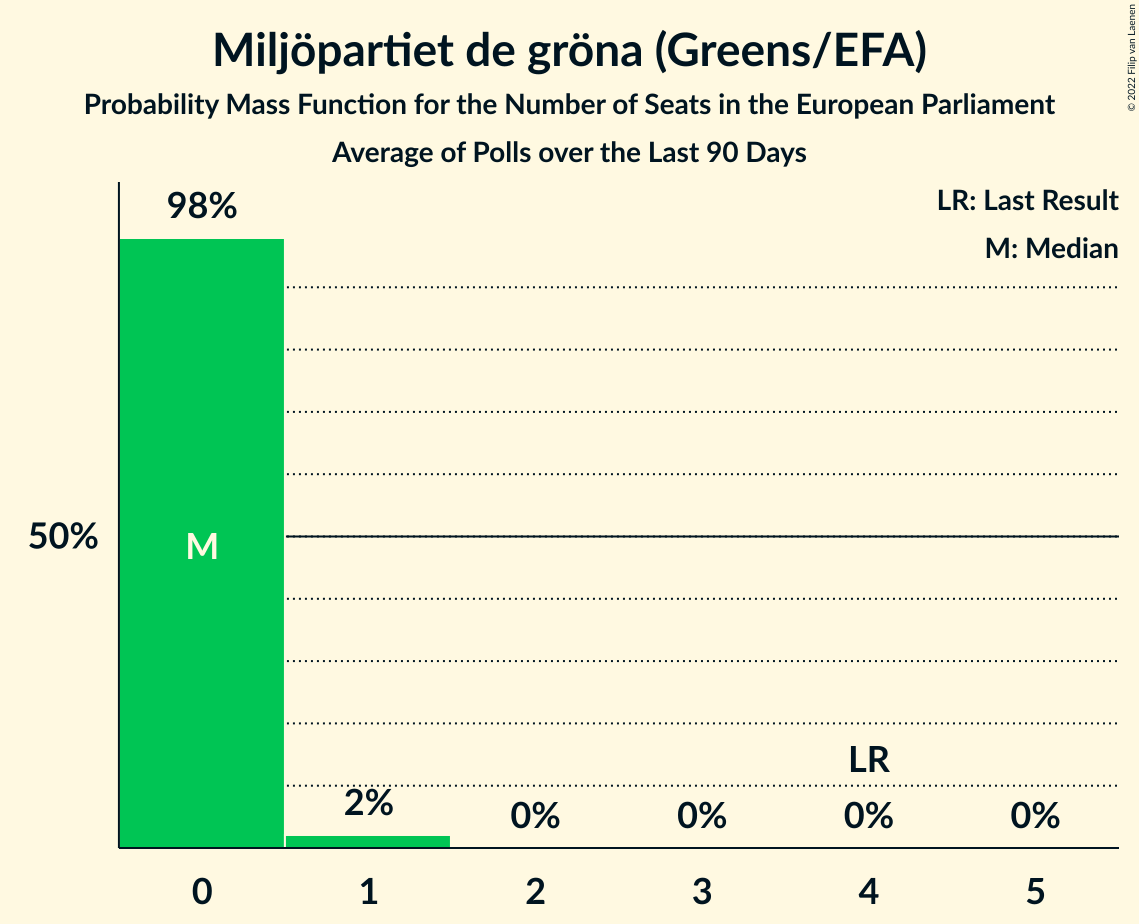 Miljöpartiet de gröna (Greens/EFA)
Probability Mass Function for the Number of Seats in the European Parliament
Average of Polls over the Last 90 Days
© 2022 Filip van Laenen
LR: Last Result
M: Median
98%
50%
M
LR
2%
0%
0%
0%
0%
0
1
2
3
4
5